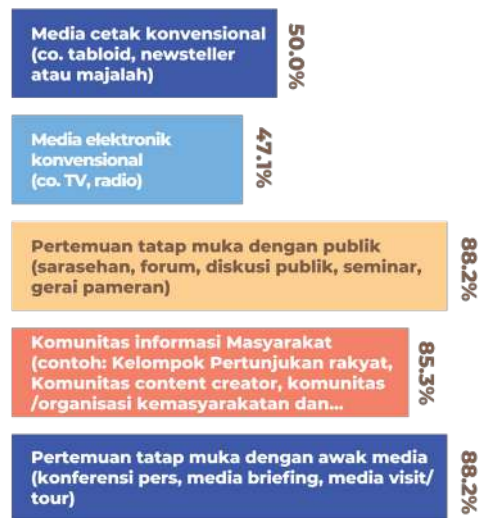 Media cetak konvensional
(co. tabloid, newsteller
atau majalah)
50.0%
Media elektronik
konvensional
(co. TV, radio)
47.1%
Pertemuan tatap muka dengan publik
(sarasehan, forum, diskusi publik, seminar,
gerai pameran)
88.2%
Komunitas informasi Masyarakat
(contoh: Kelompok Pertunjukan rakyat,
Komunitas content creator, komunitas
/organisasi kemasyarakatan dan...
85.3%
Pertemuan tatap muka dengan awak media
(konferensi pers, media briefing, media visit/
tour)
88.2%